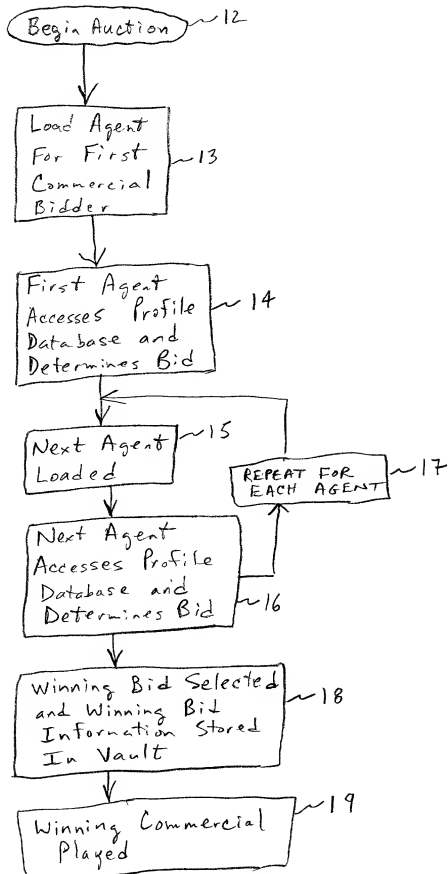 Begin Auction
12
Load Agent
For First
Commercial
Bidder
13
First Agent
Accesses Profile
Database and
Determines Bid
14
Next Agent
Loaded
15
REPEAT FOR
EACH AGENT
17
Next Agent
Accesses Profile
Database and
Determines Bid
16
Winning Bid Selected
and Winning Bid
Information Stored
In Vault
18
Winning Commercial
Played
19